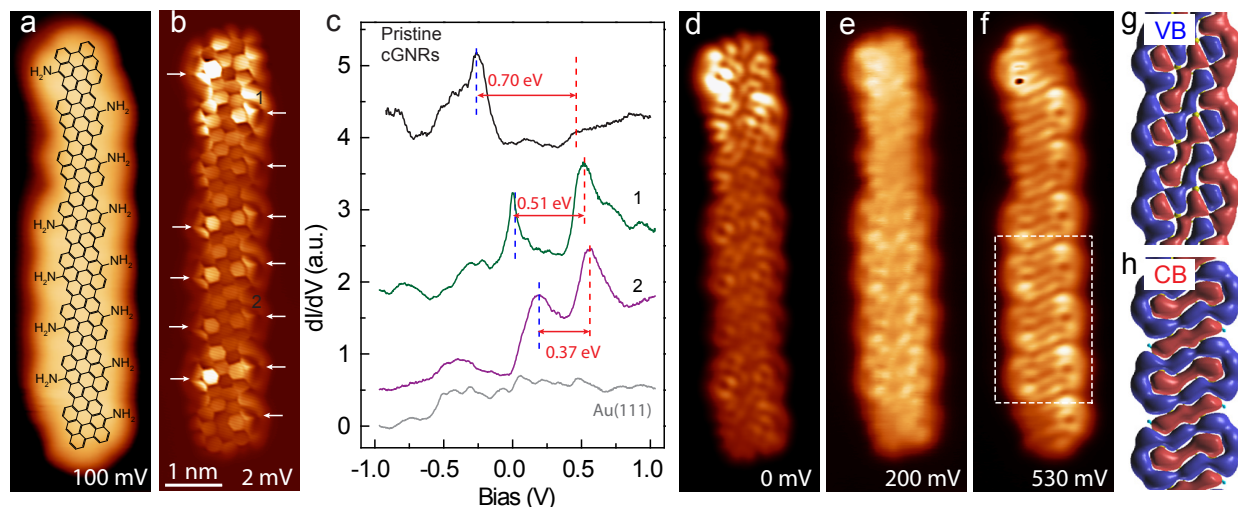 a
H₂N
NH₂
NH₂
H₂N
NH₂
H₂N
NH₂
H₂N
NH₂
H₂N
NH₂
100 mV
b
1
2
1 nm
2 mV
c
Pristine
cGNRs
0.70 eV
0.51 eV
1
2
0.37 eV
Au(111)
5
4
3
2
1
0
dI/dV (a.u.)
-1.0
-0.5
0.0
0.5
1.0
Bias (V)
d
0 mV
e
200 mV
f
530 mV
g
VB
h
CB